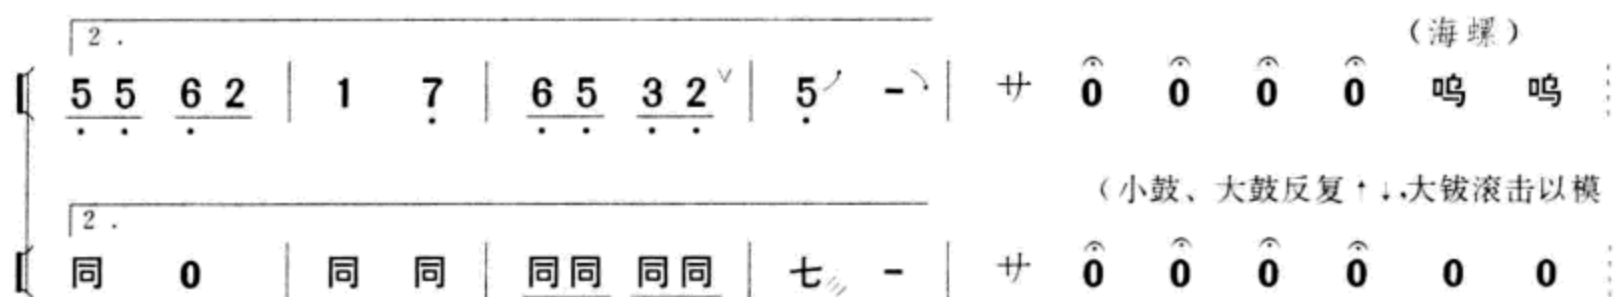 2.
(海螺)
5 5 6 2 | 1 7 | 6 5 3 2 ∨ | 5 - | サ 0 0 0 0 呜 呜
(小鼓、大鼓反复↑↓,大钹滚击以模
2.
同 0 | 同 同 | 同同 同同 | 七 - | サ 0 0 0 0 0 0